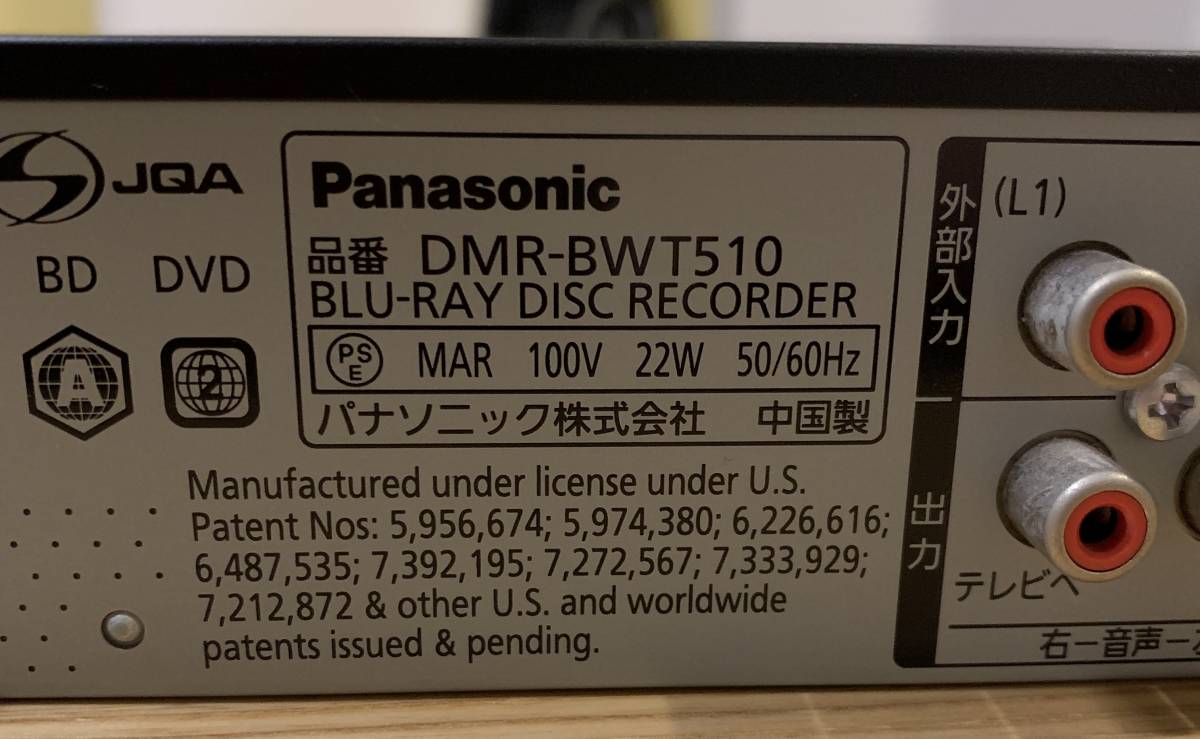 JQA
BD DVD
A 2
Panasonic
品番 DMR-BWT510
BLU-RAY DISC RECORDER
PSE MAR 100V 22W 50/60Hz
パナソニック株式会社 中国製
Manufactured under license under U.S.
Patent Nos: 5,956,674; 5,974,380; 6,226,616;
6,487,535; 7,392,195; 7,272,567; 7,333,929;
7,212,872 & other U.S. and worldwide
patents issued & pending.
外部入力
(L1)
出力
テレビへ
右ー音声ー